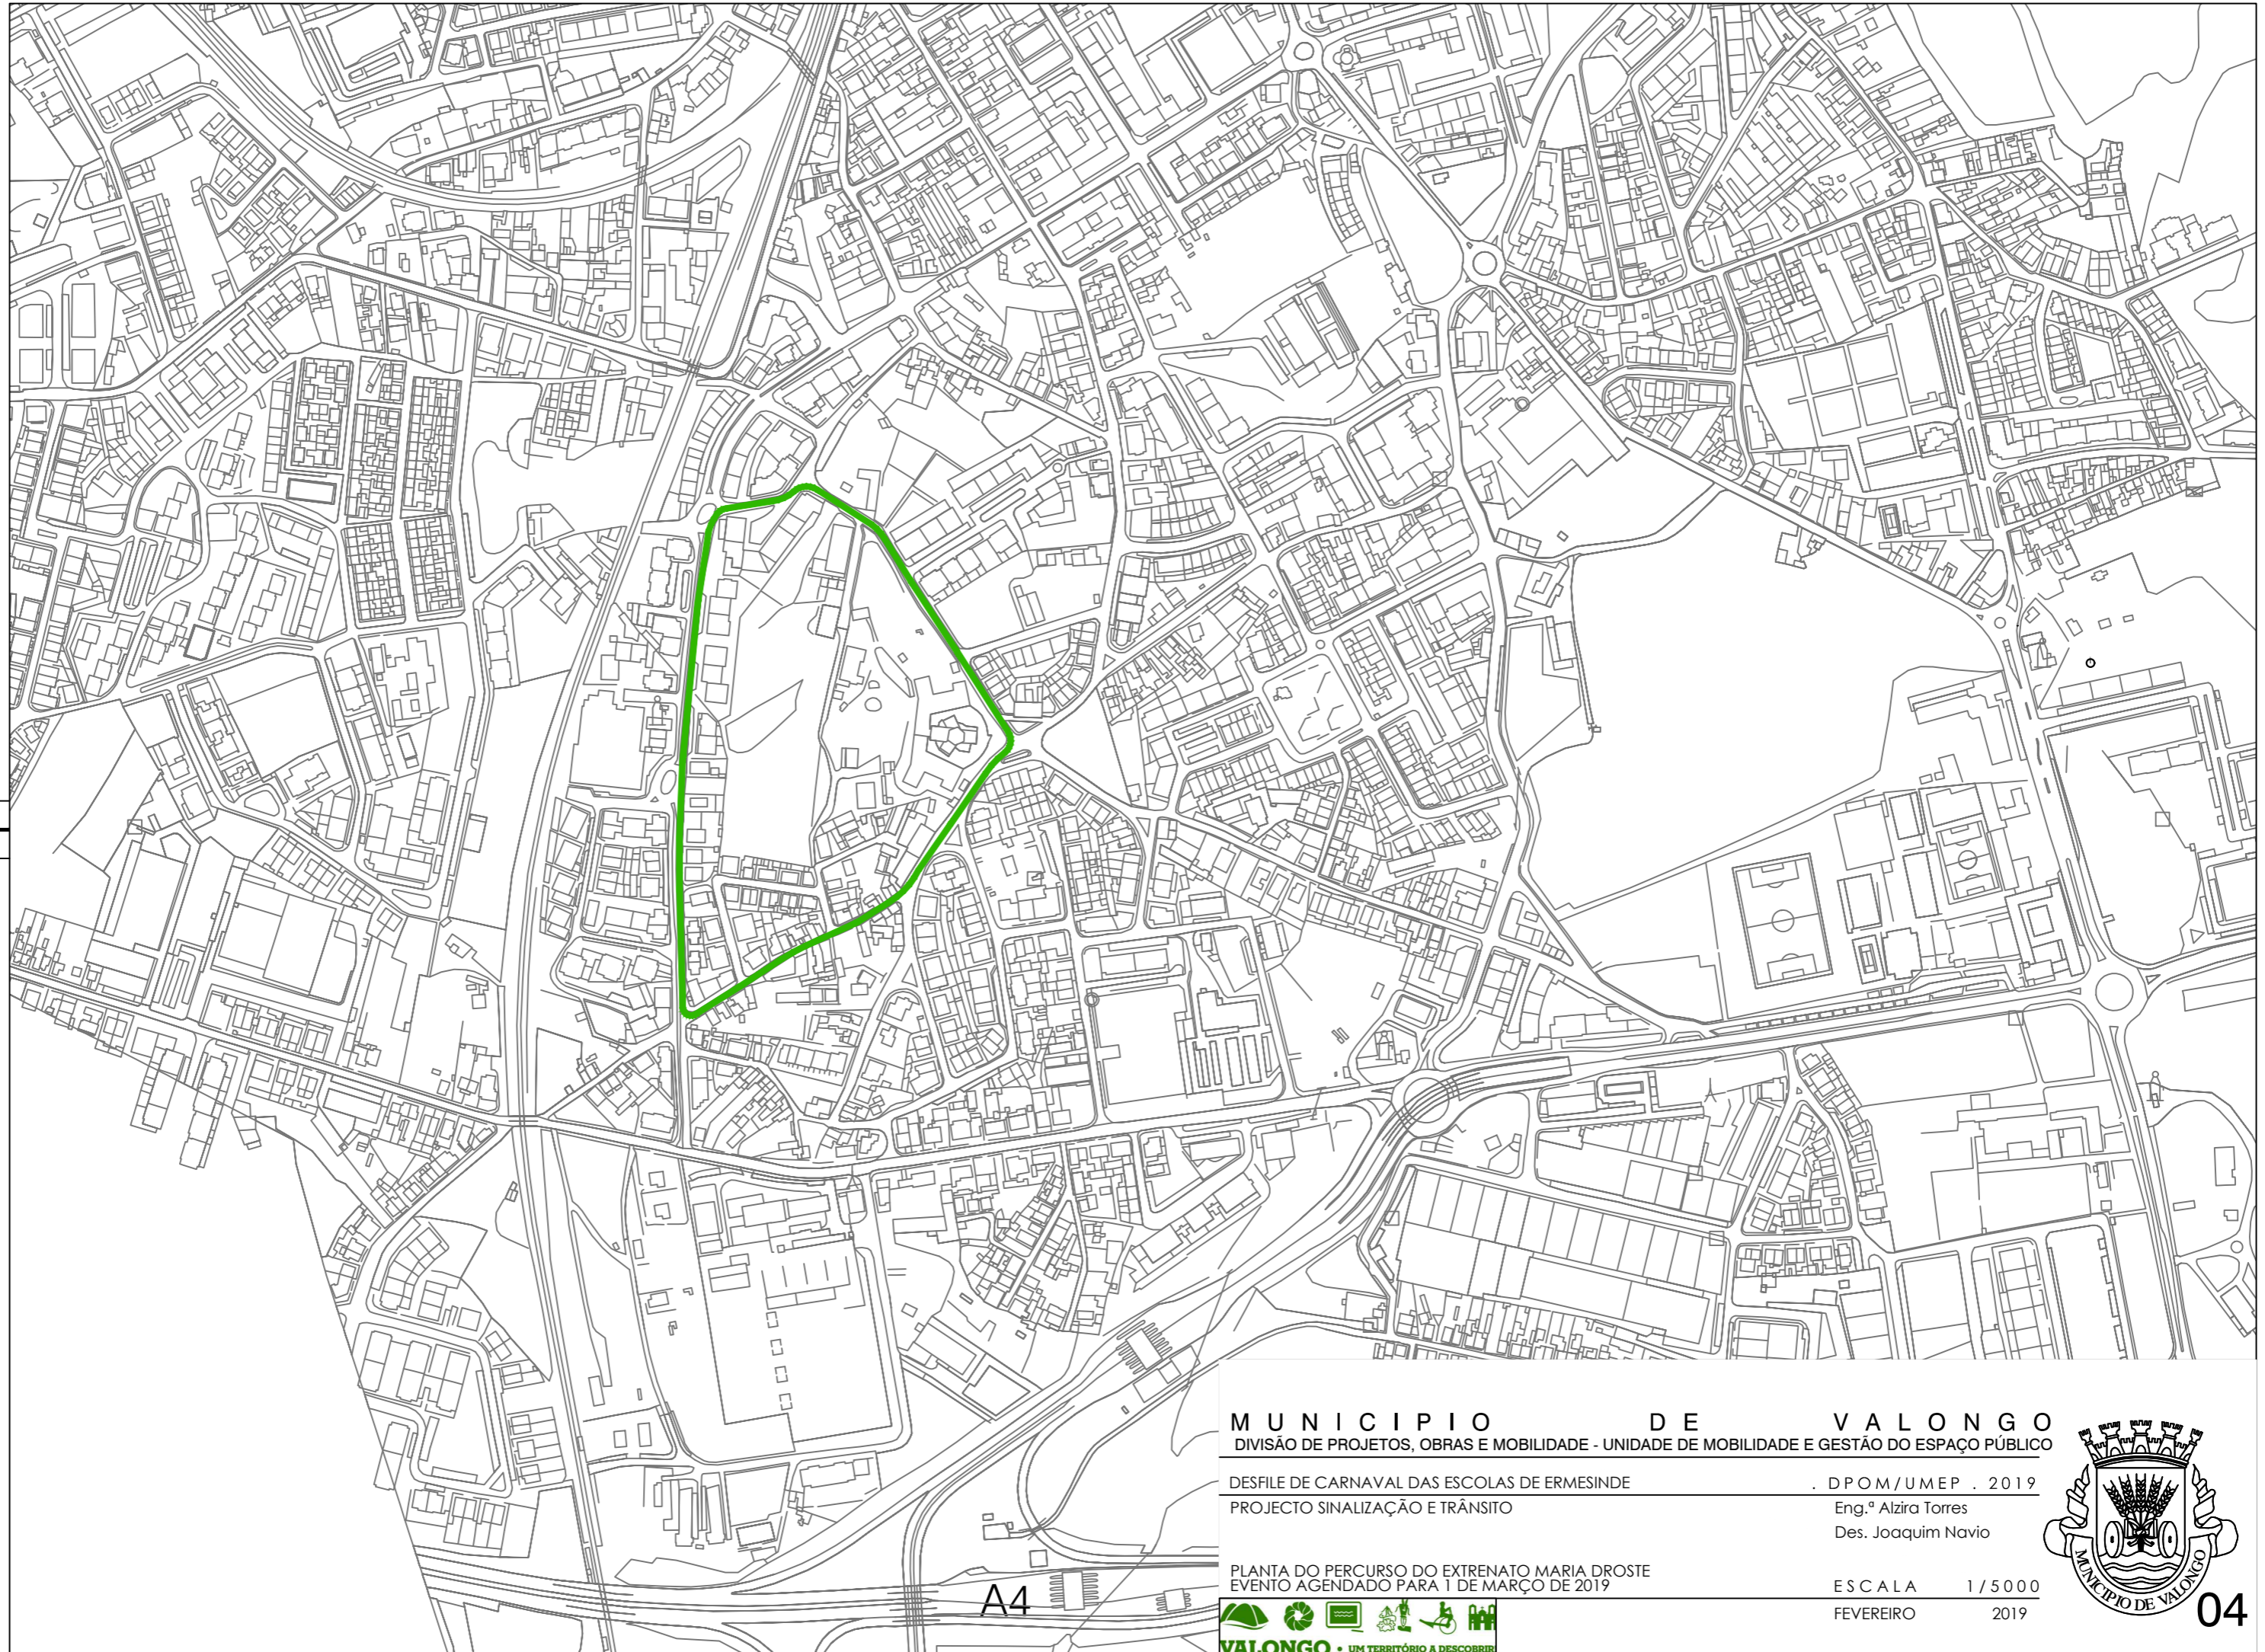 A4
MUNICIPIO DE VALONGO
DIVISÃO DE PROJETOS, OBRAS E MOBILIDADE - UNIDADE DE MOBILIDADE E GESTÃO DO ESPAÇO PÚBLICO
DESFILE DE CARNAVAL DAS ESCOLAS DE ERMESINDE . DPOM/UMEP . 2019
PROJECTO SINALIZAÇÃO E TRÂNSITO Eng.ª Alzira Torres
Des. Joaquim Navio
PLANTA DO PERCURSO DO EXTRENATO MARIA DROSTE
EVENTO AGENDADO PARA 1 DE MARÇO DE 2019
ESCALA 1/5000
FEVEREIRO 2019
MUNICIPIO DE VALONGO
04
VALONGO • UM TERRITÓRIO A DESCOBRIR